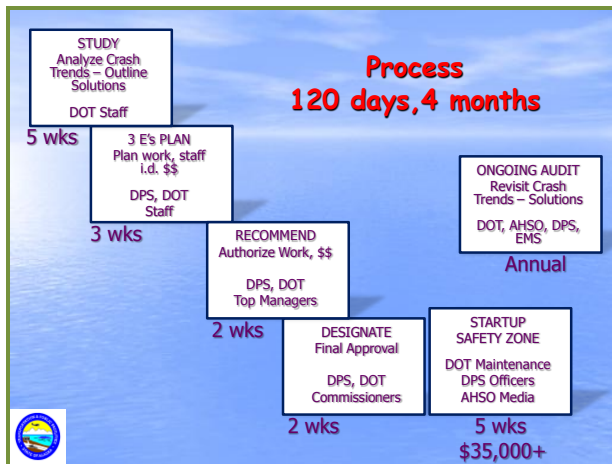 Process
120 days,4 months
STUDY
Analyze Crash
Trends – Outline
Solutions
DOT Staff
5 wks
3 E's PLAN
Plan work, staff
i.d. $$
DPS, DOT
Staff
3 wks
RECOMMEND
Authorize Work, $$
DPS, DOT
Top Managers
2 wks
DESIGNATE
Final Approval
DPS, DOT
Commissioners
2 wks
STARTUP
SAFETY ZONE
DOT Maintenance
DPS Officers
AHSO Media
5 wks
$35,000+
ONGOING AUDIT
Revisit Crash
Trends – Solutions
DOT, AHSO, DPS,
EMS
Annual